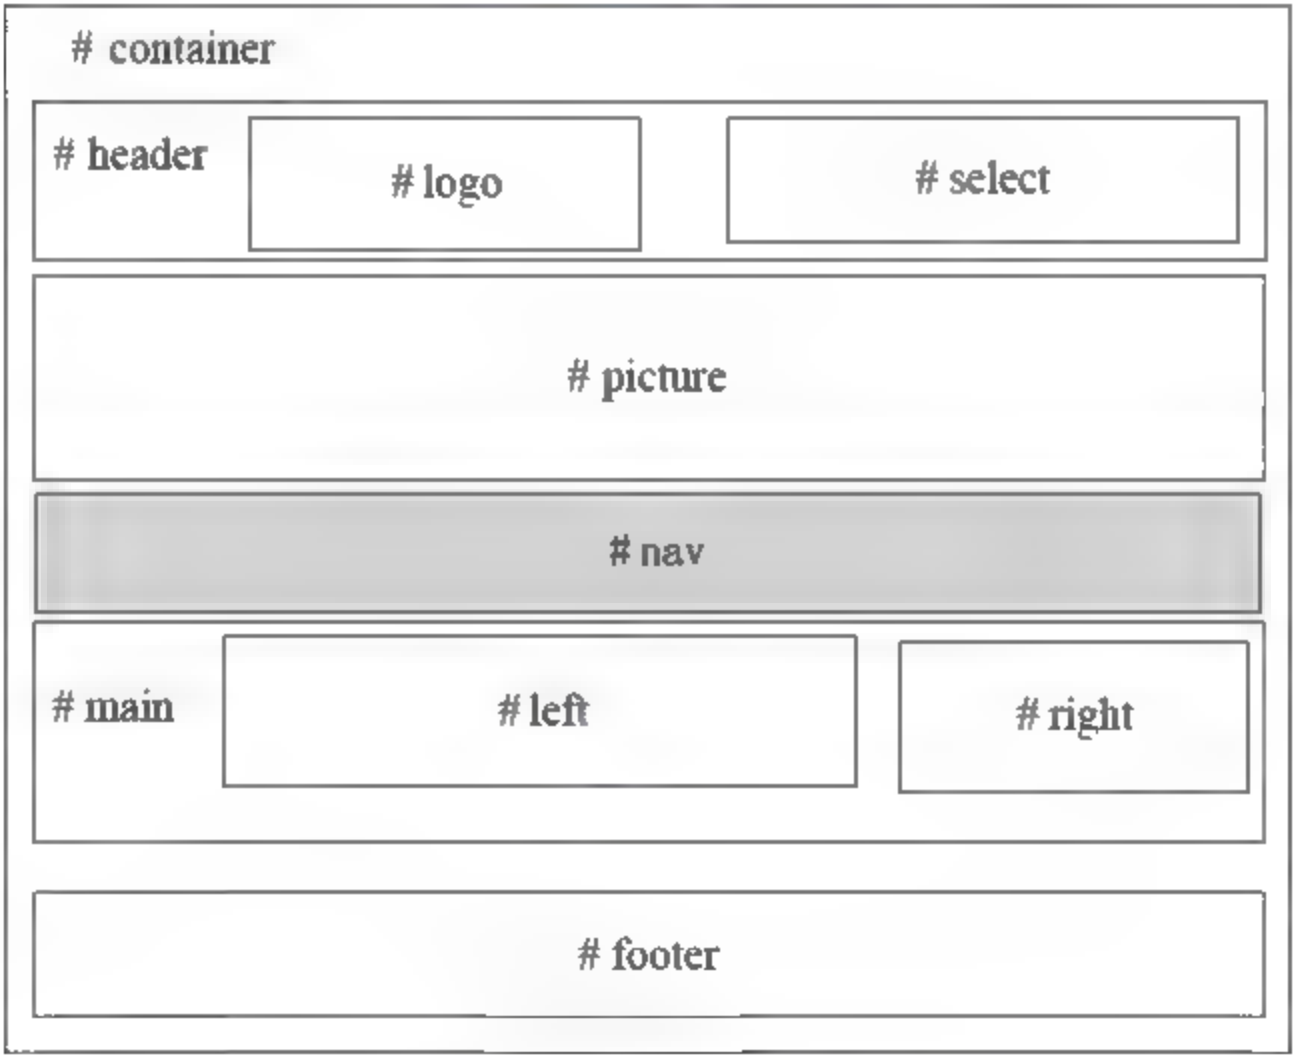 # container
# header
# logo
# select
# picture
# nav
# main
# left
# right
# footer